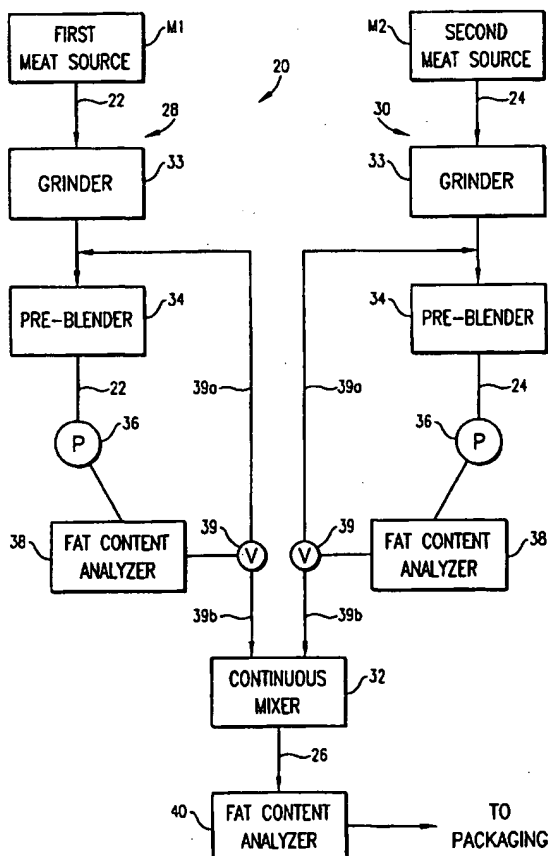 FIRST
MEAT SOURCE
M1
M2
SECOND
MEAT SOURCE
22
28
20
30
24
GRINDER
33
33
GRINDER
PRE-BLENDER
34
34
PRE-BLENDER
22
39a
39a
24
P
36
36
P
38
FAT CONTENT
ANALYZER
39
V
V
39
FAT CONTENT
ANALYZER
38
39b
39b
CONTINUOUS
MIXER
32
26
40
FAT CONTENT
ANALYZER
TO
PACKAGING